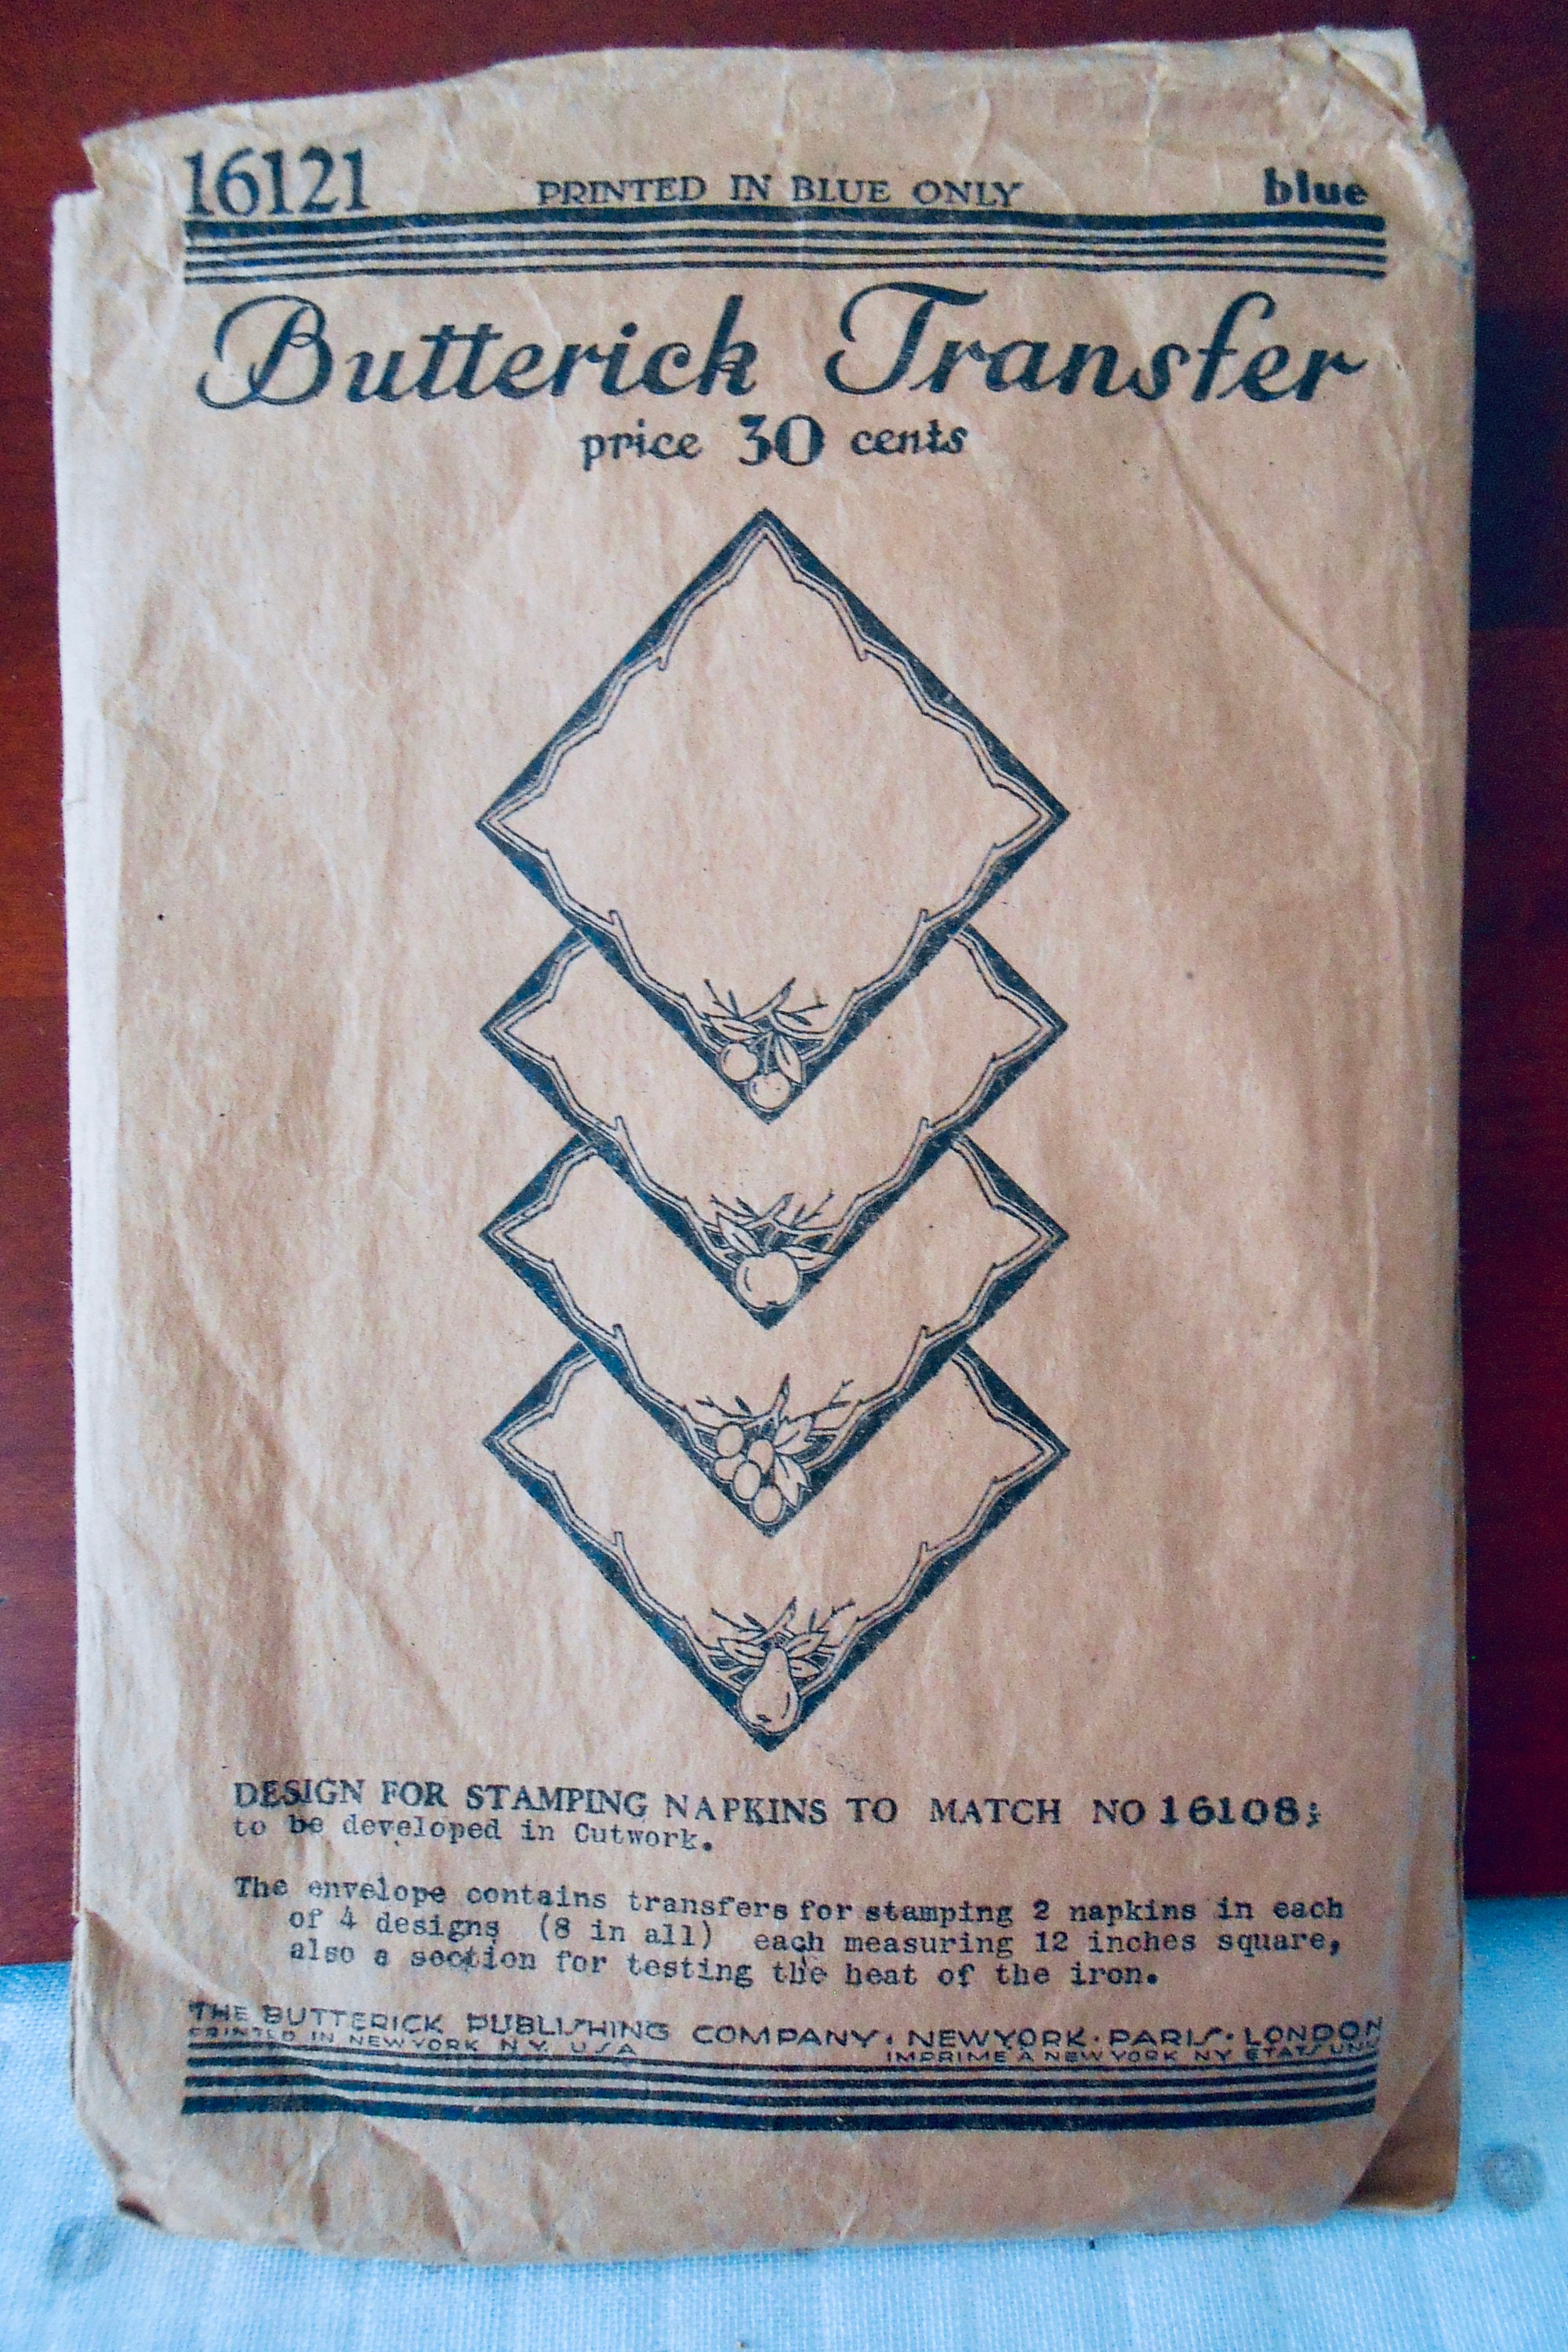 16121 PRINTED IN BLUE ONLY blue
Butterick Transfer
price 30 cents
DESIGN FOR STAMPING NAPKINS TO MATCH NO 16108;
to be developed in Cutwork.
The envelope contains transfers for stamping 2 napkins in each
of 4 designs (8 in all) each measuring 12 inches square,
also a section for testing the heat of the iron.
THE BUTTERICK PUBLISHING COMPANY · NEW YORK · PARIS · LONDON
PRINTED IN NEW YORK N.Y. U.S.A. IMPRIMÉ A NEW YORK NY ETATS UNIS